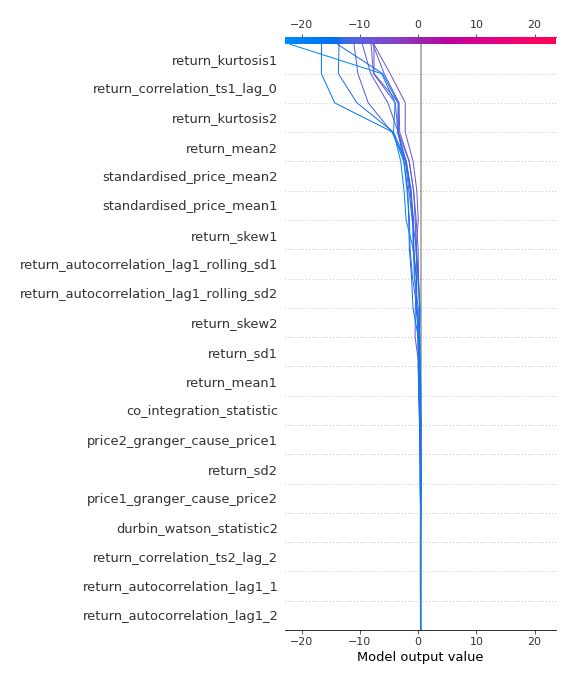 −20 −10 0 10 20
return_kurtosis1
return_correlation_ts1_lag_0
return_kurtosis2
return_mean2
standardised_price_mean2
standardised_price_mean1
return_skew1
return_autocorrelation_lag1_rolling_sd1
return_autocorrelation_lag1_rolling_sd2
return_skew2
return_sd1
return_mean1
co_integration_statistic
price2_granger_cause_price1
return_sd2
price1_granger_cause_price2
durbin_watson_statistic2
return_correlation_ts2_lag_2
return_autocorrelation_lag1_1
return_autocorrelation_lag1_2
−20 −10 0 10 20
Model output value